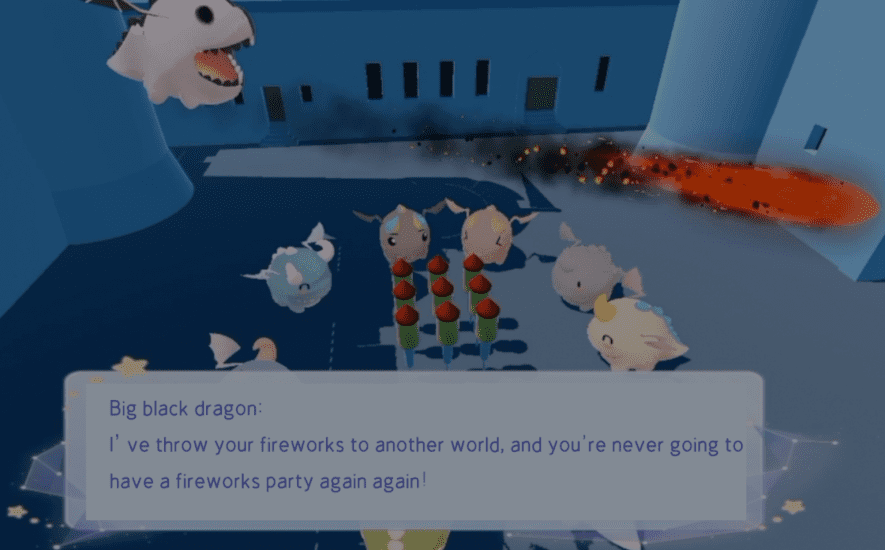 Big black dragon:
I've throw your fireworks to another world, and you're never going to
have a fireworks party again again!